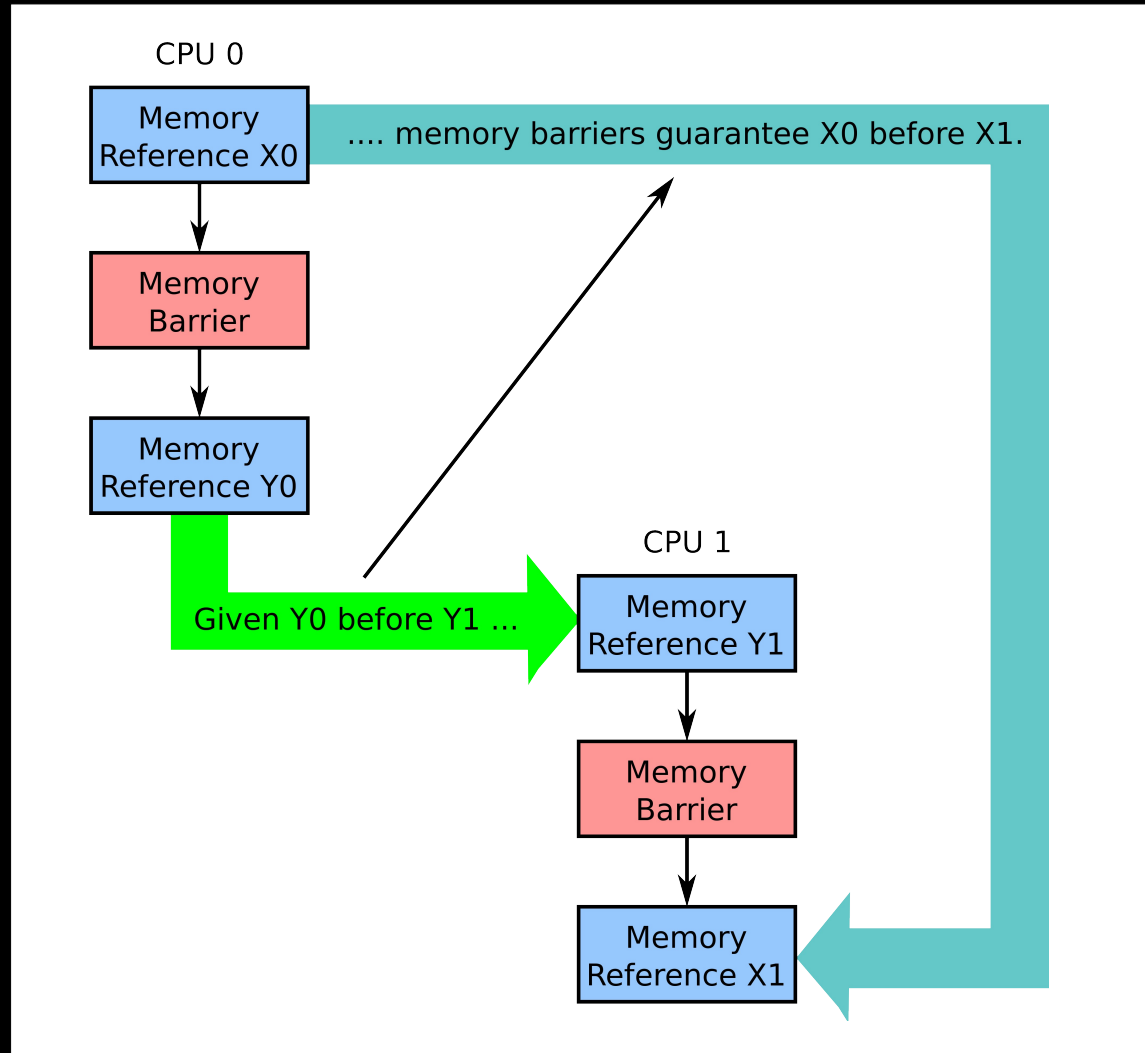 CPU 0
Memory
Reference X0
.... memory barriers guarantee X0 before X1.
Memory
Barrier
Memory
Reference Y0
Given Y0 before Y1 ...
CPU 1
Memory
Reference Y1
Memory
Barrier
Memory
Reference X1